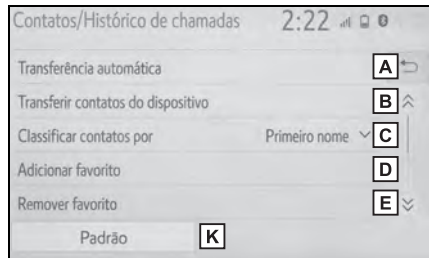 Contatos/Histórico de chamadas 2:22
Transferência automática A
Transferir contatos do dispositivo B
Classificar contatos por Primeiro nome C
Adicionar favorito D
Remover favorito E
Padrão K